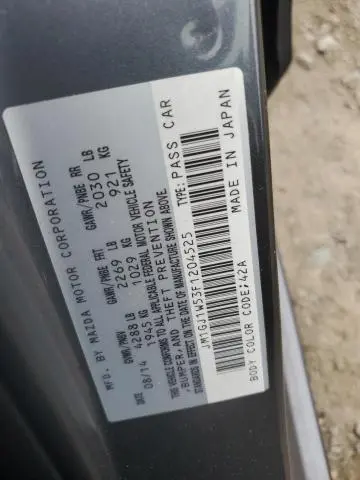 MFD. BY MAZDA MOTOR CORPORATION
DATE GVWR/PNBV GAWR/PNBE FRT GAWR/PNBE RR
08/14 4288 LB 2269 LB 2030 LB
1945 KG 1029 KG 921 KG
THIS VEHICLE CONFORMS TO ALL APPLICABLE FEDERAL MOTOR VEHICLE SAFETY
BUMPER, AND THEFT PREVENTION
STANDARDS IN EFFECT ON THE DATE OF MANUFACTURE SHOWN ABOVE.
JM1GJ1W53F1204525 TYPE: PASS CAR
MADE IN JAPAN
BODY COLOR CODE; 42A